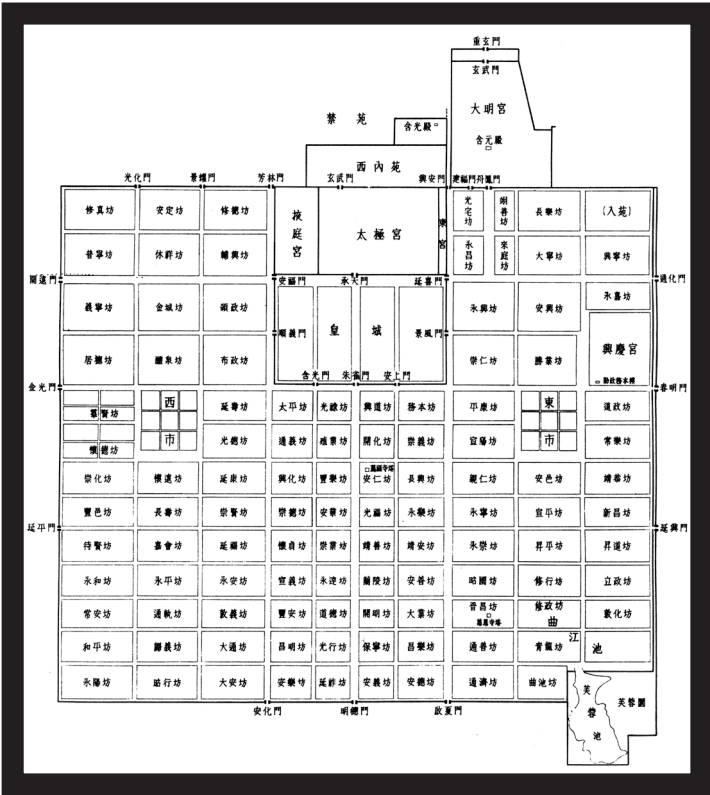 重玄門
玄武門
大明宮
禁苑
含光殿
含元殿
西內苑
光化門 景耀門 芳林門 玄武門 興安門 建福門 丹鳳門
修真坊 安定坊 修德坊 掖庭宮 太極宮 東宮 光宅坊 翊善坊 長樂坊 (入苑)
普寧坊 休祥坊 輔興坊 永昌坊 來庭坊 大寧坊 興寧坊
開遠門 安福門 承天門 延喜門 通化門
永嘉坊
義寧坊 金城坊 頒政坊 順義門 皇城 景風門 永興坊 安興坊
興慶宮
居德坊 醴泉坊 布政坊 崇仁坊 勝業坊
含光門 朱雀門 安上門
勤政務本樓
金光門 春明門
群賢坊 西市 延壽坊 太平坊 光祿坊 興道坊 務本坊 平康坊 東市 道政坊
懷德坊 光德坊 通義坊 殖業坊 開化坊 崇義坊 宣陽坊 常樂坊
薦福寺塔
崇化坊 懷遠坊 延康坊 興化坊 豐樂坊 安仁坊 長興坊 親仁坊 安邑坊 靖恭坊
豐邑坊 長壽坊 崇賢坊 崇德坊 安業坊 光福坊 永樂坊 永寧坊 宣平坊 新昌坊
延平門 延興門
待賢坊 嘉會坊 延福坊 懷貞坊 崇業坊 靖善坊 靖安坊 永崇坊 昇平坊 昇道坊
永和坊 永平坊 永安坊 宣義坊 永達坊 蘭陵坊 安善坊 昭國坊 修行坊 立政坊
常安坊 通軌坊 敦義坊 豐安坊 道德坊 開明坊 大業坊 晉昌坊 修政坊 敦化坊
慈恩寺塔
曲江池
和平坊 歸義坊 大通坊 昌明坊 光行坊 保寧坊 昌樂坊 通善坊 青龍坊
永陽坊 昭行坊 大安坊 安樂坊 延祚坊 安義坊 安德坊 通濟坊 曲池坊
安化門 明德門 啟夏門
芙蓉池
芙蓉園